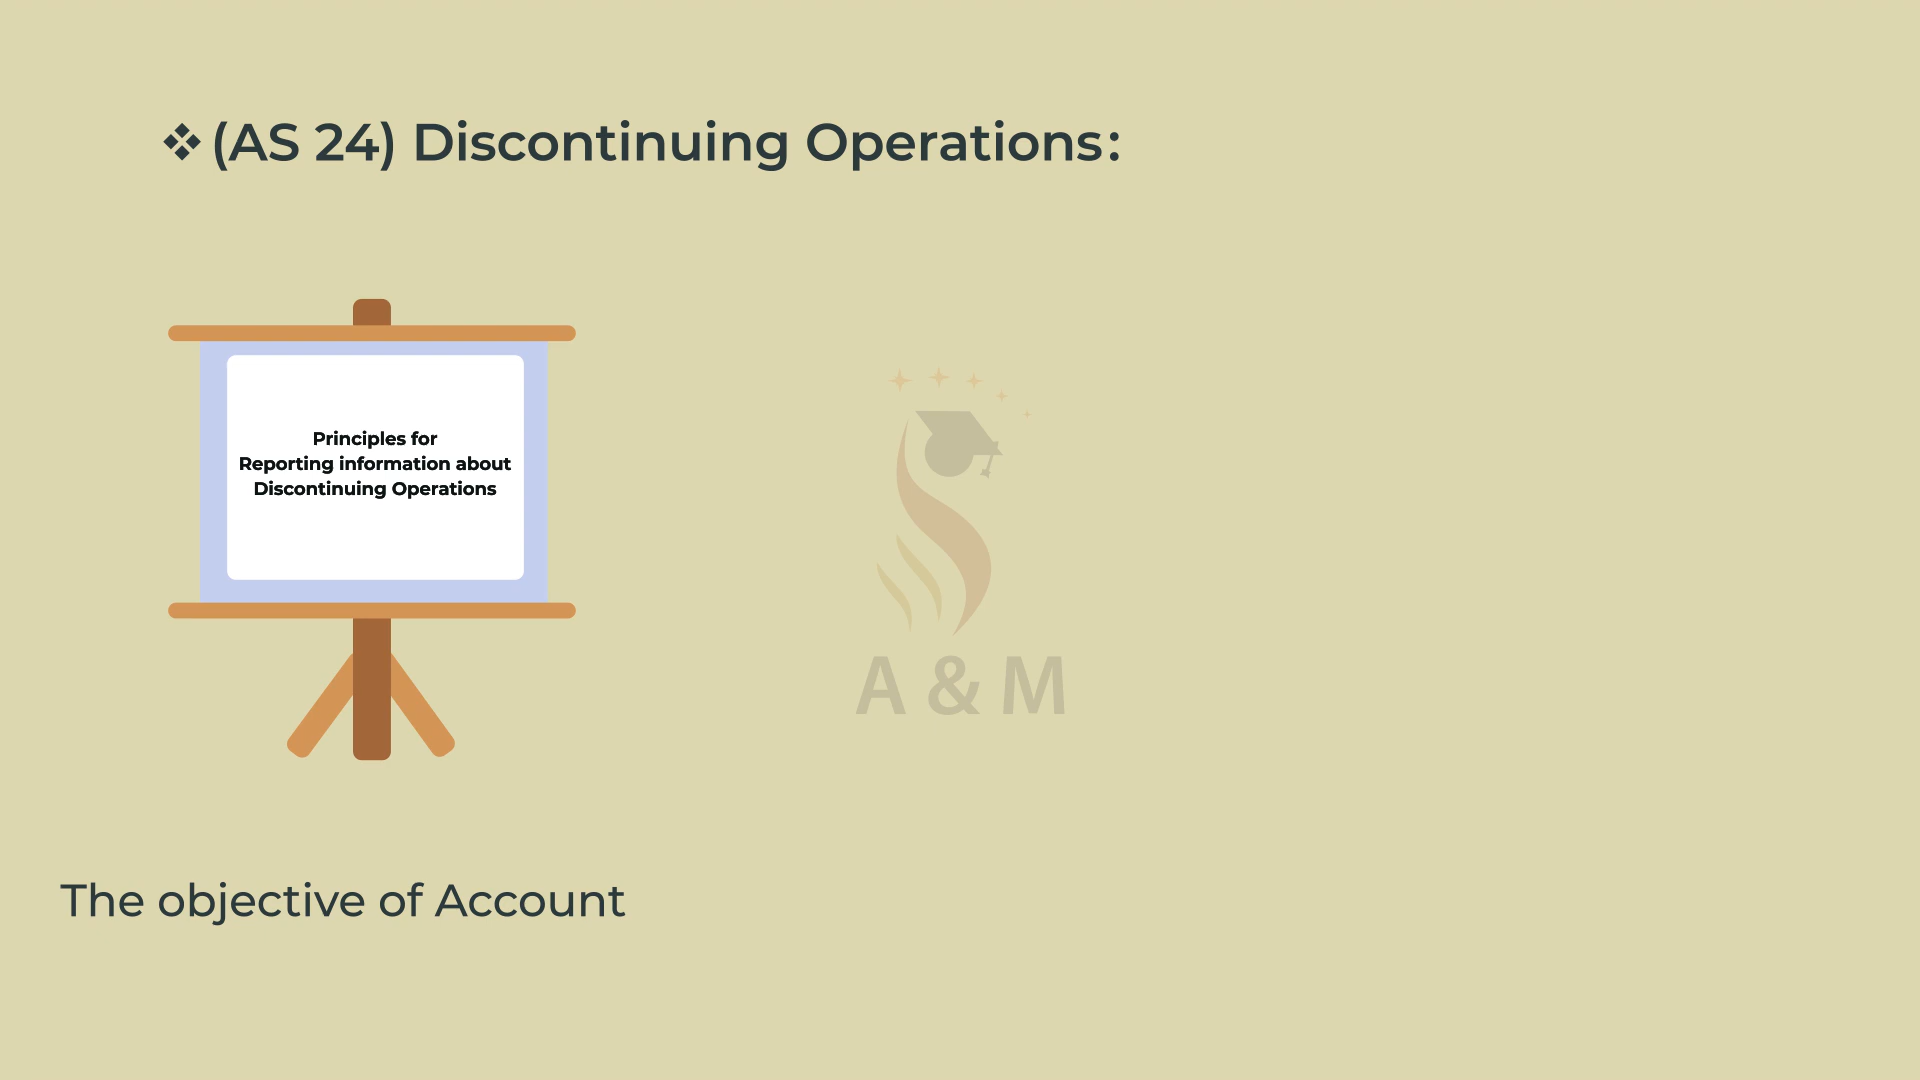 ❖ (AS 24) Discontinuing Operations:
Principles for
Reporting information about
Discontinuing Operations
A & M
The objective of Account